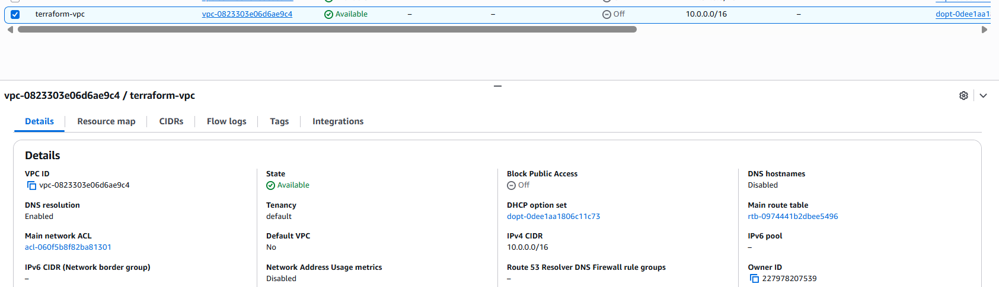 terraform-vpc vpc-0823303e06d6ae9c4 Available – – Off 10.0.0.0/16 – dopt-0dee1aa1
vpc-0823303e06d6ae9c4 / terraform-vpc
Details Resource map CIDRs Flow logs Tags Integrations
Details
VPC ID State Block Public Access DNS hostnames
vpc-0823303e06d6ae9c4 Available Off Disabled
DNS resolution Tenancy DHCP option set Main route table
Enabled default dopt-0dee1aa1806c11c73 rtb-0974441b2dbee5496
Main network ACL Default VPC IPv4 CIDR IPv6 pool
acl-060f5b8f82ba81301 No 10.0.0.0/16 –
IPv6 CIDR (Network border group) Network Address Usage metrics Route 53 Resolver DNS Firewall rule groups Owner ID
– Disabled – 227978207539